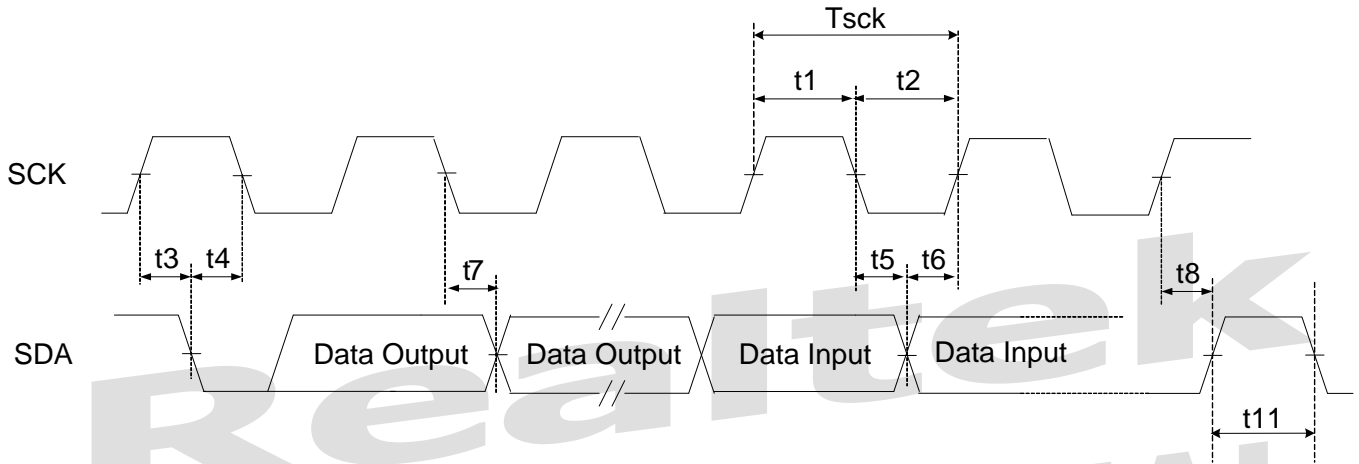 Tsck
t1 t2
SCK
t3 t4 t7 t5 t6 t8
SDA Data Output Data Output Data Input Data Input
t11
Realtek